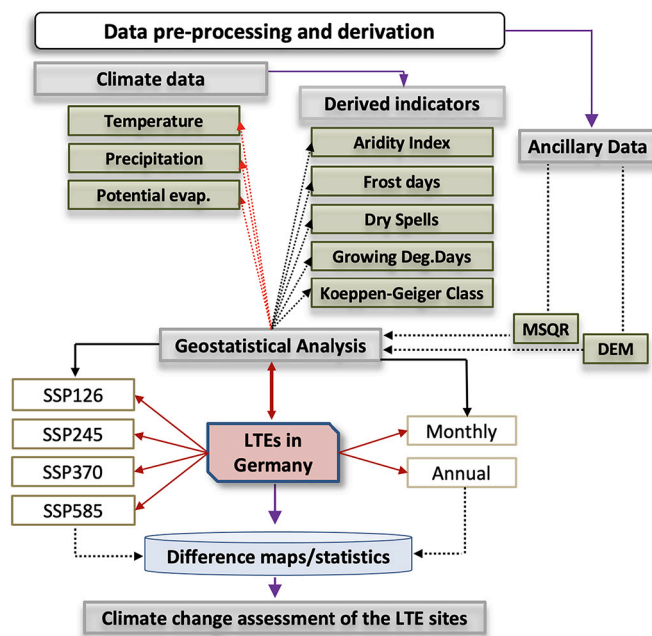 Data pre-processing and derivation
Climate data
Derived indicators
Temperature
Precipitation
Potential evap.
Aridity Index
Frost days
Dry Spells
Growing Deg.Days
Koeppen-Geiger Class
Ancillary Data
MSQR
DEM
Geostatistical Analysis
SSP126
SSP245
SSP370
SSP585
LTEs in
Germany
Monthly
Annual
Difference maps/statistics
Climate change assessment of the LTE sites